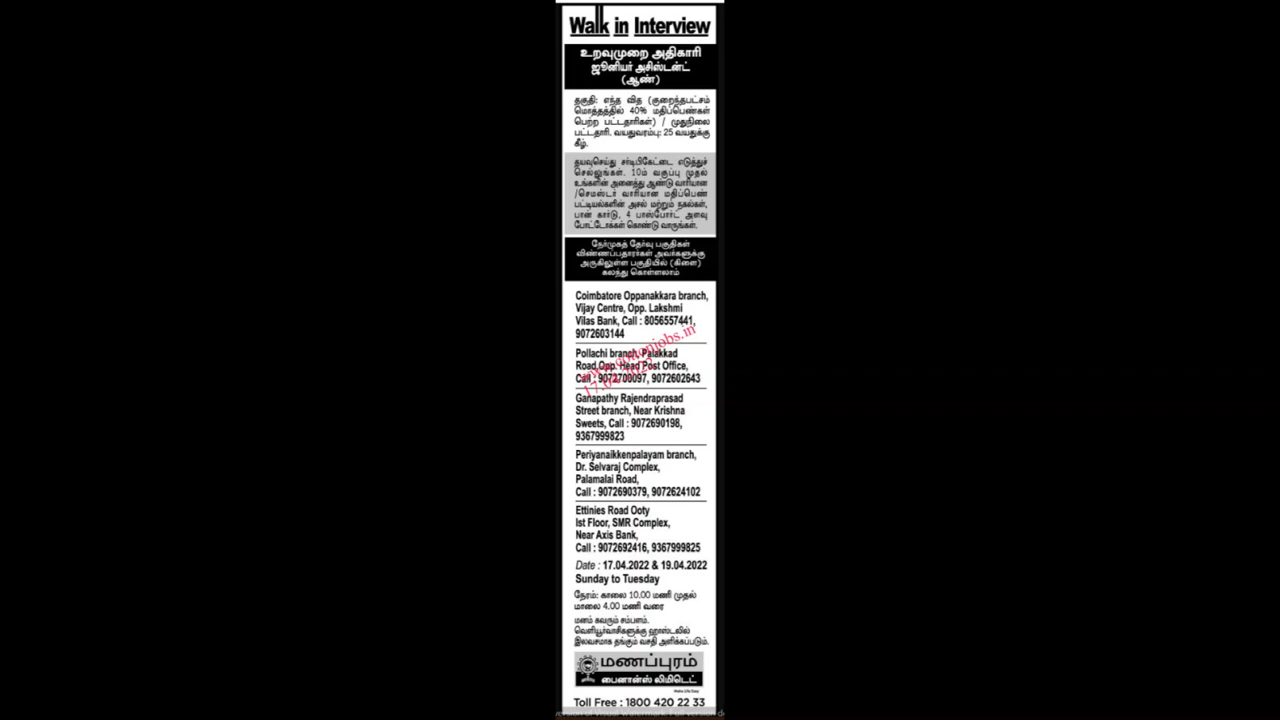 Walk in Interview
உறவுமுறை அதிகாரி
ஜூனியர் அசிஸ்டன்ட்
(ஆண்)
தகுதி: எந்த வித (குறைந்தபட்சம்
மொத்தத்தில் 40% மதிப்பெண்கள்
பெற்ற பட்டதாரிகள்) / முதுநிலை
பட்டதாரி. வயதுவரம்பு: 25 வயதுக்கு
கீழ்.
தயவுசெய்து சர்டிபிகேட்டை எடுத்துச்
செல்லுங்கள். 10ம் வகுப்பு முதல்
உங்களின் அனைத்து ஆண்டு வாரியான
/செமஸ்டர் வாரியான மதிப்பெண்
பட்டியல்களின் அசல் மற்றும் நகல்கள்,
பான் கார்டு, 4 பாஸ்போர்ட் அளவு
போட்டோக்கள் கொண்டு வாருங்கள்.
நேர்முகத் தேர்வு பகுதிகள்
விண்ணப்பதாரர்கள் அவர்களுக்கு
அருகிலுள்ள பகுதியில் (கிளை)
கலந்து கொள்ளலாம்
Coimbatore Oppanakkara branch,
Vijay Centre, Opp. Lakshmi
Vilas Bank, Call : 8056557441,
9072603144
Pollachi branch, Palakkad
Road Opp. Head Post Office,
Call : 9072700097, 9072602643
Ganapathy Rajendraprasad
Street branch, Near Krishna
Sweets, Call : 9072690198,
9367999823
Periyanaikkenpalayam branch,
Dr. Selvaraj Complex,
Palamalai Road,
Call : 9072690379, 9072624102
Ettinies Road Ooty
Ist Floor, SMR Complex,
Near Axis Bank,
Call : 9072692416, 9367999825
Date : 17.04.2022 & 19.04.2022
Sunday to Tuesday
நேரம்: காலை 10.00 மணி முதல்
மாலை 4.00 மணி வரை
மனம் கவரும் சம்பளம்.
வெளியூர்வாசிகளுக்கு ஹாஸ்டலில்
இலவசமாக தங்கும் வசதி அளிக்கப்படும்.
மணப்புரம்
பைனான்ஸ் லிமிடெட்
Make Life Easy
Toll Free : 1800 420 22 33